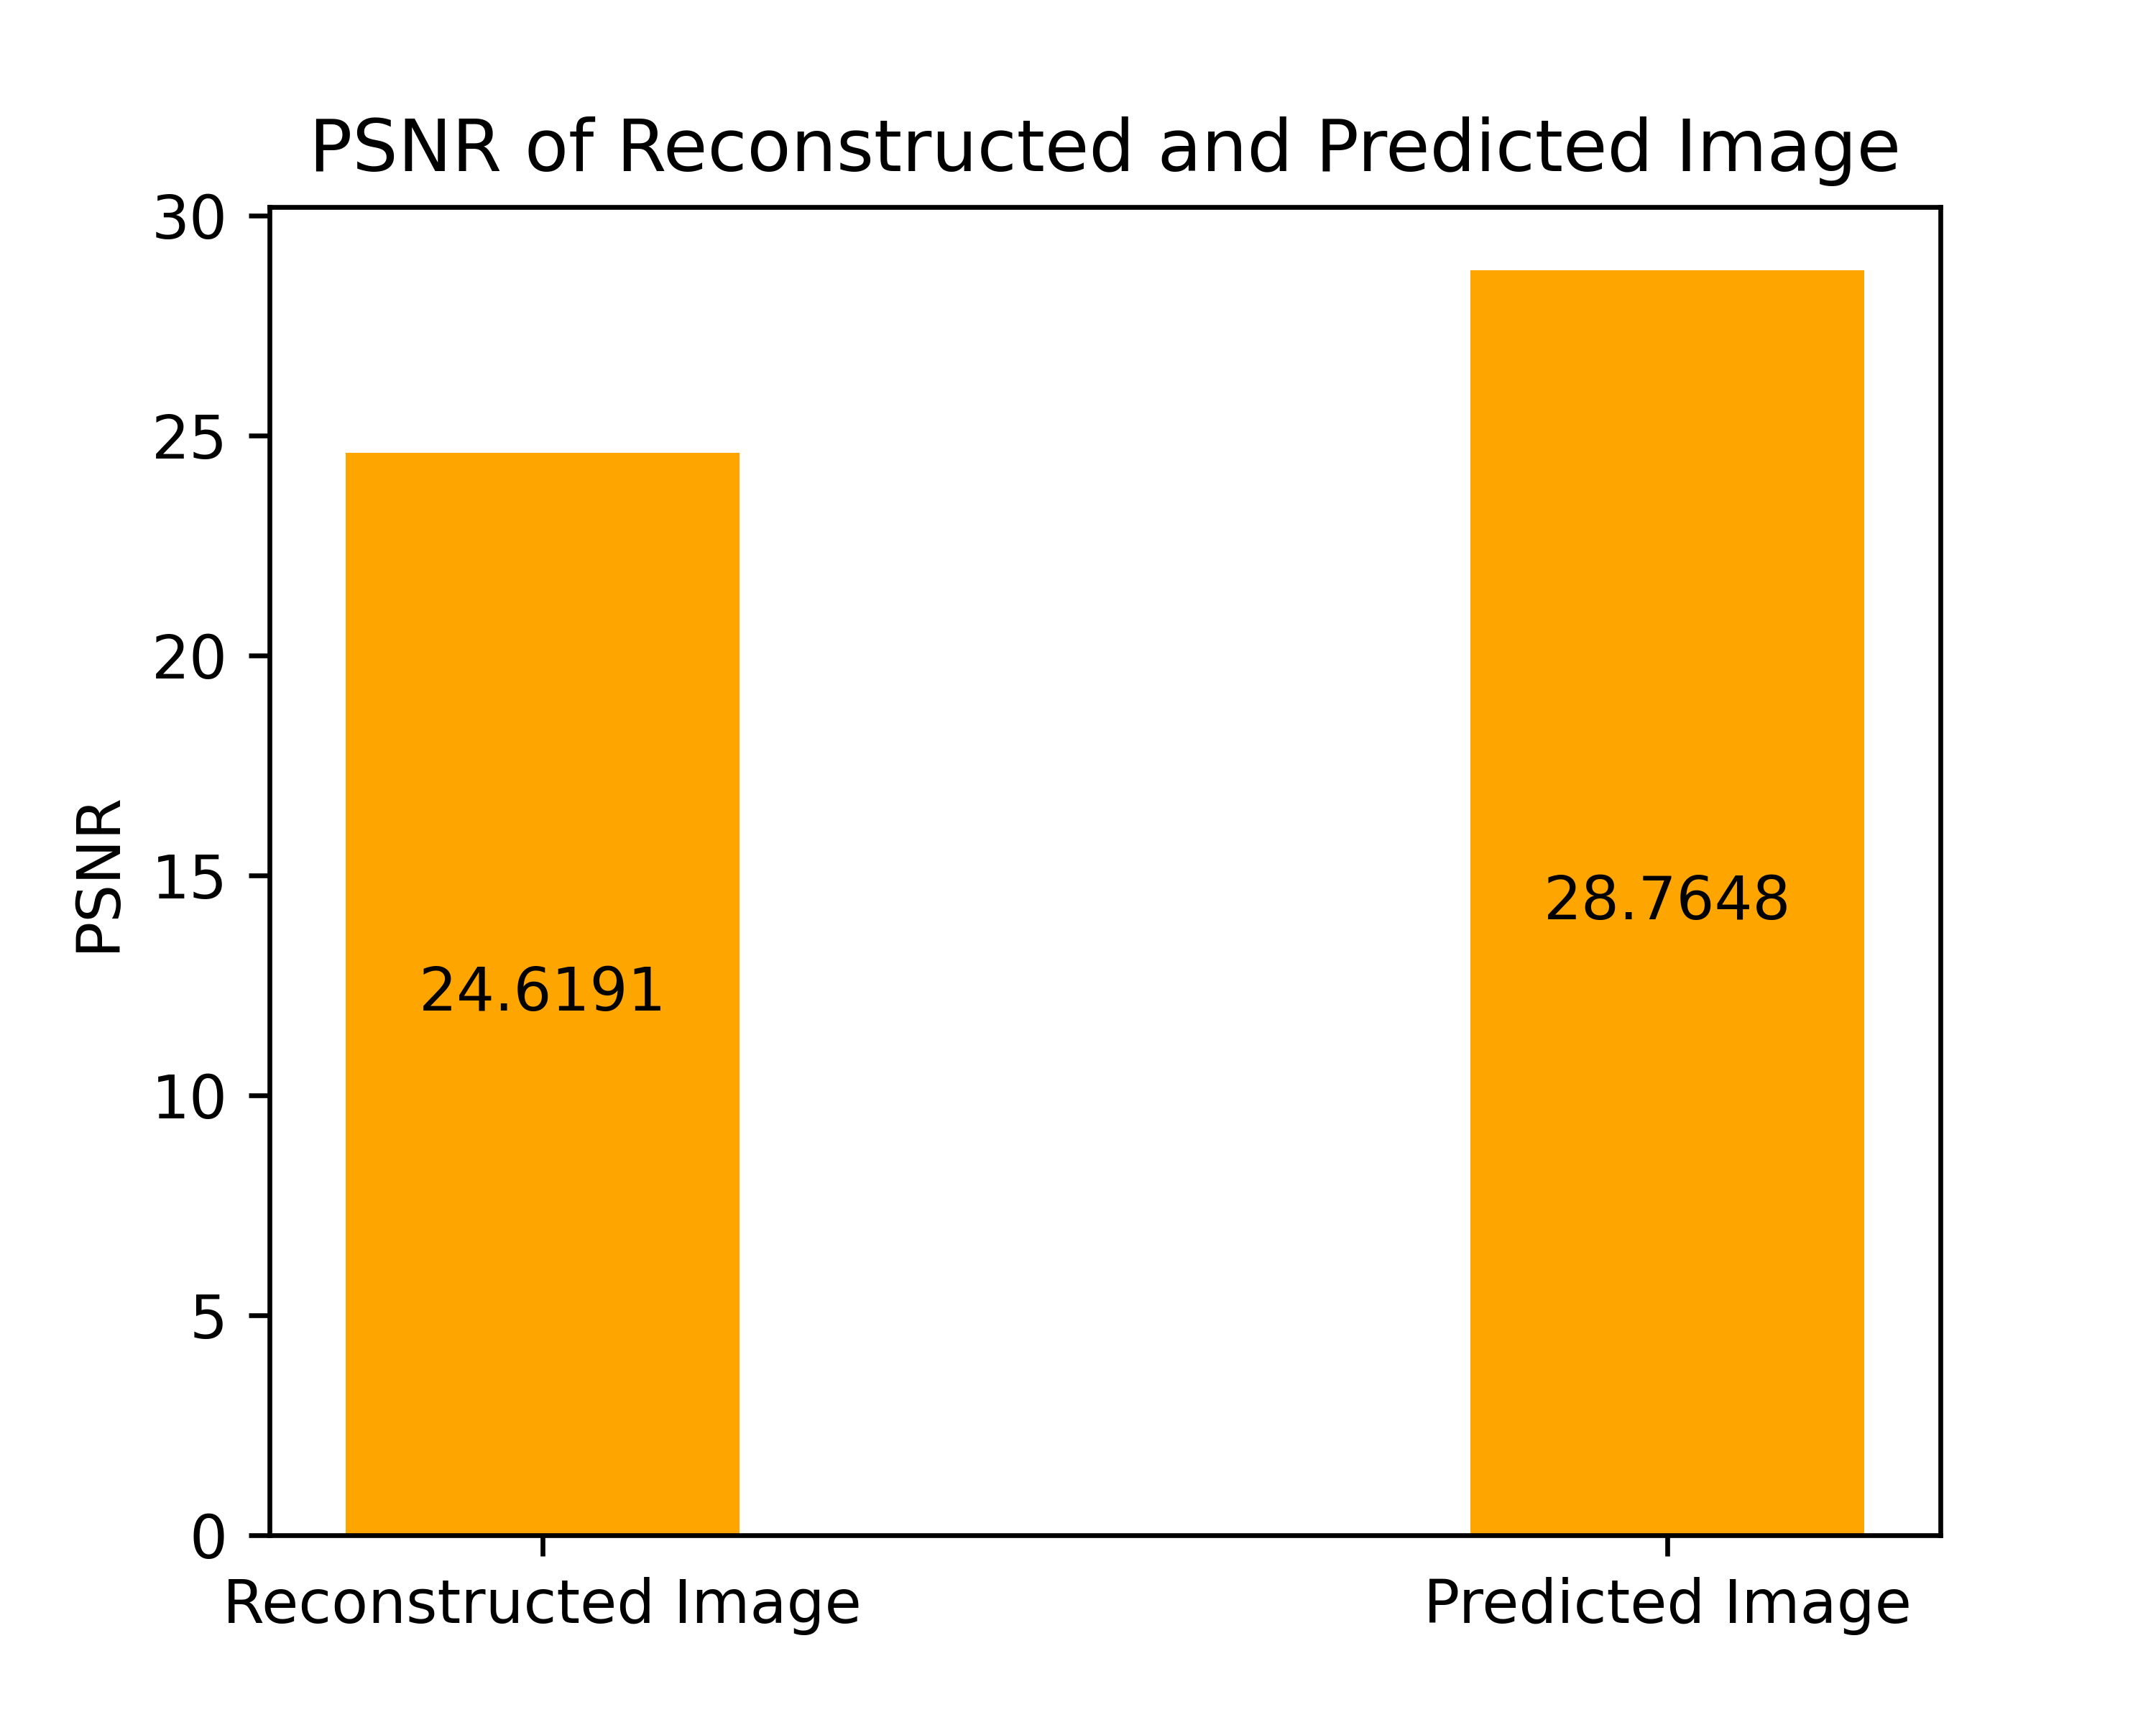 PSNR of Reconstructed and Predicted Image
30
25
20
15
10
5
0
PSNR
24.6191
28.7648
Reconstructed Image
Predicted Image